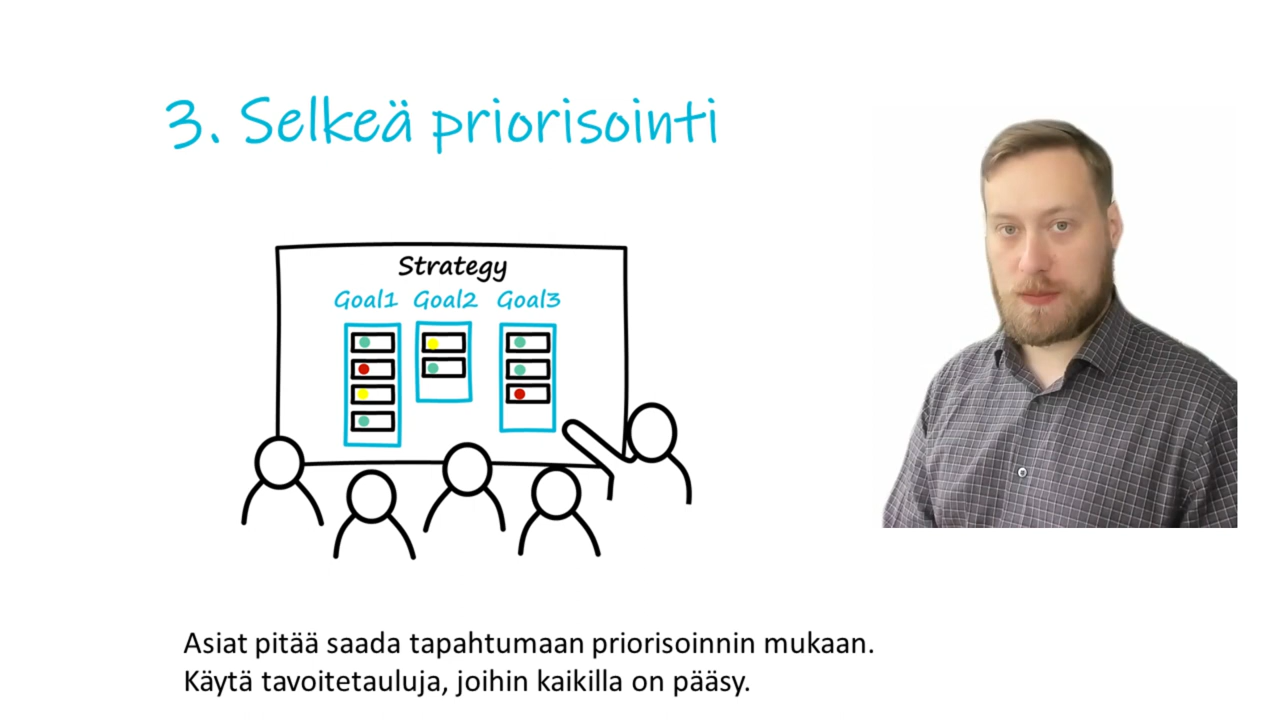 3. Selkeä priorisointi
Strategy
Goal1 Goal2 Goal3
Asiat pitää saada tapahtumaan priorisoinnin mukaan.
Käytä tavoitetauluja, joihin kaikilla on pääsy.